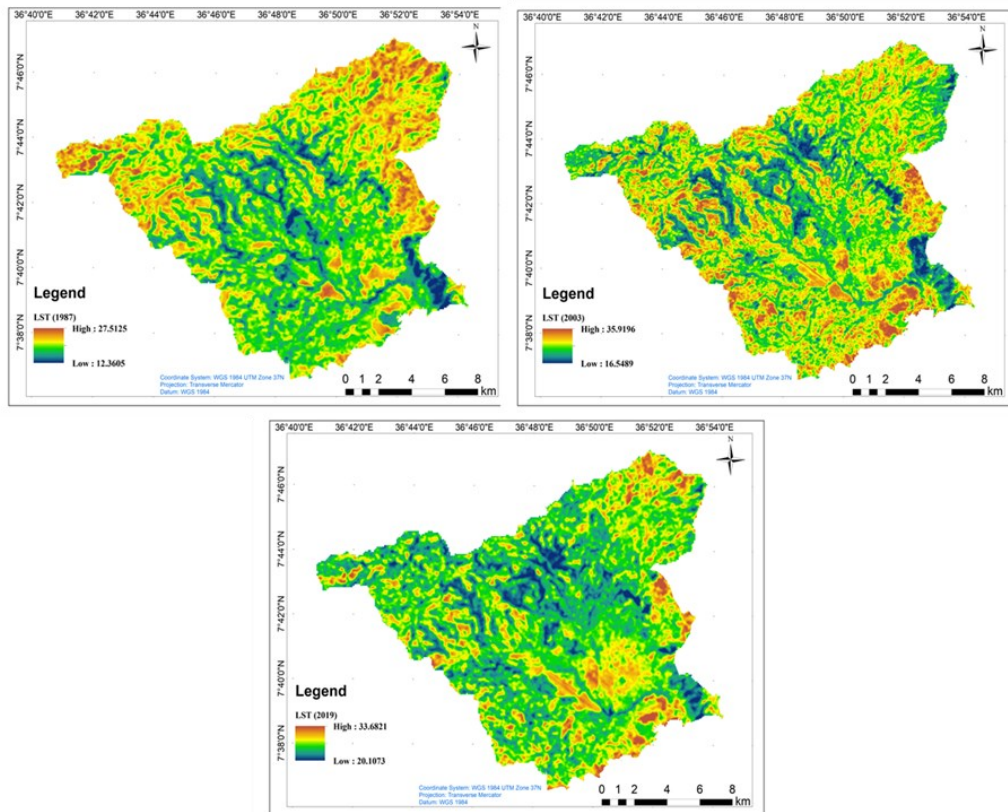 36°40'0"E 36°42'0"E 36°44'0"E 36°46'0"E 36°48'0"E 36°50'0"E 36°52'0"E 36°54'0"E
N
7°46'0"N
7°44'0"N
7°42'0"N
7°40'0"N
7°38'0"N
Legend
LST (1987)
High : 27.5125
Low : 12.3605
Coordinate System: WGS 1984 UTM Zone 37N
Projection: Transverse Mercator
Datum: WGS 1984
0 1 2 4 6 8
km
36°40'0"E 36°42'0"E 36°44'0"E 36°46'0"E 36°48'0"E 36°50'0"E 36°52'0"E 36°54'0"E
N
7°46'0"N
7°44'0"N
7°42'0"N
7°40'0"N
7°38'0"N
Legend
LST (2003)
High : 35.9196
Low : 16.5489
Coordinate System: WGS 1984 UTM Zone 37N
Projection: Transverse Mercator
Datum: WGS 1984
0 1 2 4 6 8
km
36°40'0"E 36°42'0"E 36°44'0"E 36°46'0"E 36°48'0"E 36°50'0"E 36°52'0"E 36°54'0"E
N
7°46'0"N
7°44'0"N
7°42'0"N
7°40'0"N
7°38'0"N
Legend
LST (2019)
High : 33.6821
Low : 20.1073
Coordinate System: WGS 1984 UTM Zone 37N
Projection: Transverse Mercator
Datum: WGS 1984
0 1 2 4 6 8
km